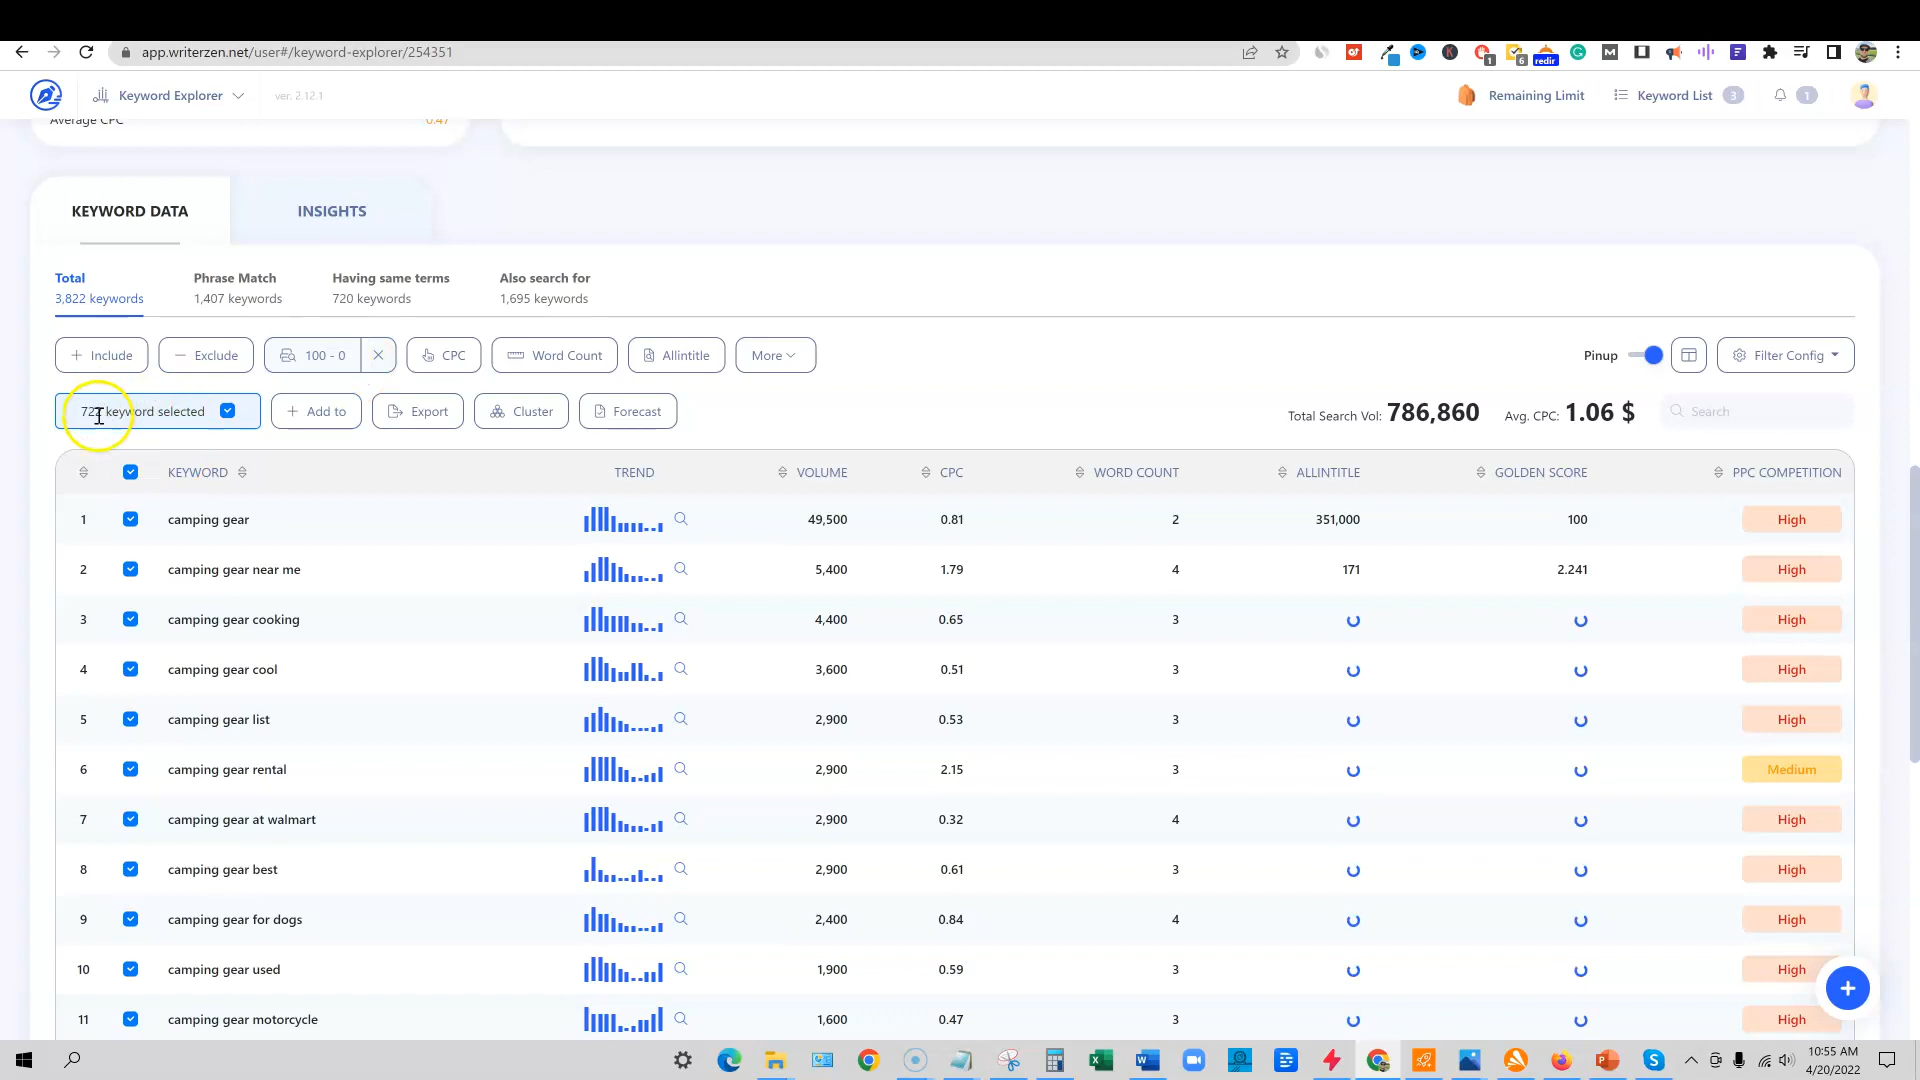 app.writerzen.net/user#/keyword-explorer/254351
1
6
redir
Keyword Explorer
ver. 2.12.1
Remaining Limit
Keyword List 3
1
Average CPC
0.47
KEYWORD DATA
INSIGHTS
Total
Phrase Match
Having same terms
Also search for
3,822 keywords
1,407 keywords
720 keywords
1,695 keywords
+ Include
− Exclude
100 - 0
CPC
Word Count
Allintitle
More
Pinup
Filter Config
keyword selected
+ Add to
Export
Cluster
Forecast
Total Search Vol: 786,860
Avg. CPC: 1.06 $
Search
KEYWORD
TREND
VOLUME
CPC
WORD COUNT
ALLINTITLE
GOLDEN SCORE
PPC COMPETITION
1 camping gear 49,500 0.81 2 351,000 100 High
2 camping gear near me 5,400 1.79 4 171 2.241 High
3 camping gear cooking 4,400 0.65 3 High
4 camping gear cool 3,600 0.51 3 High
5 camping gear list 2,900 0.53 3 High
6 camping gear rental 2,900 2.15 3 Medium
7 camping gear at walmart 2,900 0.32 4 High
8 camping gear best 2,900 0.61 3 High
9 camping gear for dogs 2,400 0.84 4 High
10 camping gear used 1,900 0.59 3 High
11 camping gear motorcycle 1,600 0.47 3 High
10:55 AM
4/20/2022